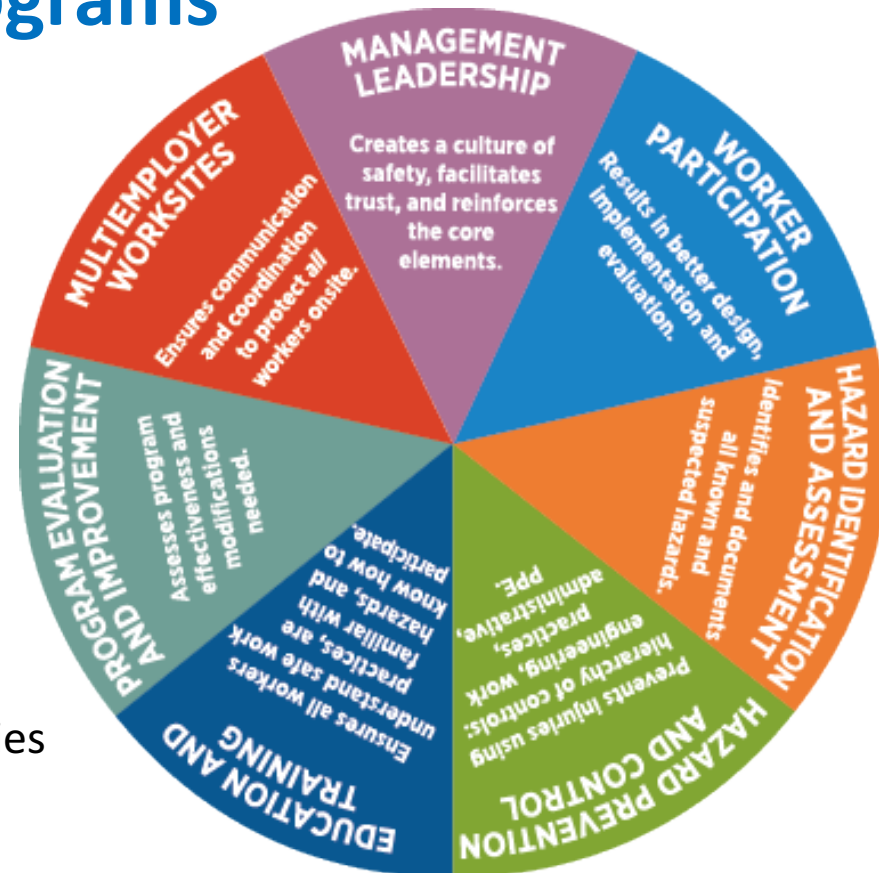 ograms
MANAGEMENT
LEADERSHIP
Creates a culture of
safety, facilitates
trust, and reinforces
the core
elements.
WORKER
PARTICIPATION
Results in better design,
implementation and
evaluation.
HAZARD IDENTIFICATION
AND ASSESSMENT
Identifies and documents
all known and
suspected hazards.
HAZARD PREVENTION
AND CONTROL
Prevents injuries using
hierarchy of controls:
engineering, work
practices,
administrative,
PPE.
EDUCATION AND
TRAINING
Ensures all workers
understand safe work
practices, are
familiar with
hazards, and
know how to
participate.
PROGRAM EVALUATION
AND IMPROVEMENT
Assesses program
effectiveness and
modifications
needed.
MULTIEMPLOYER
WORKSITES
Ensures communication
and coordination
to protect all
workers onsite.
es